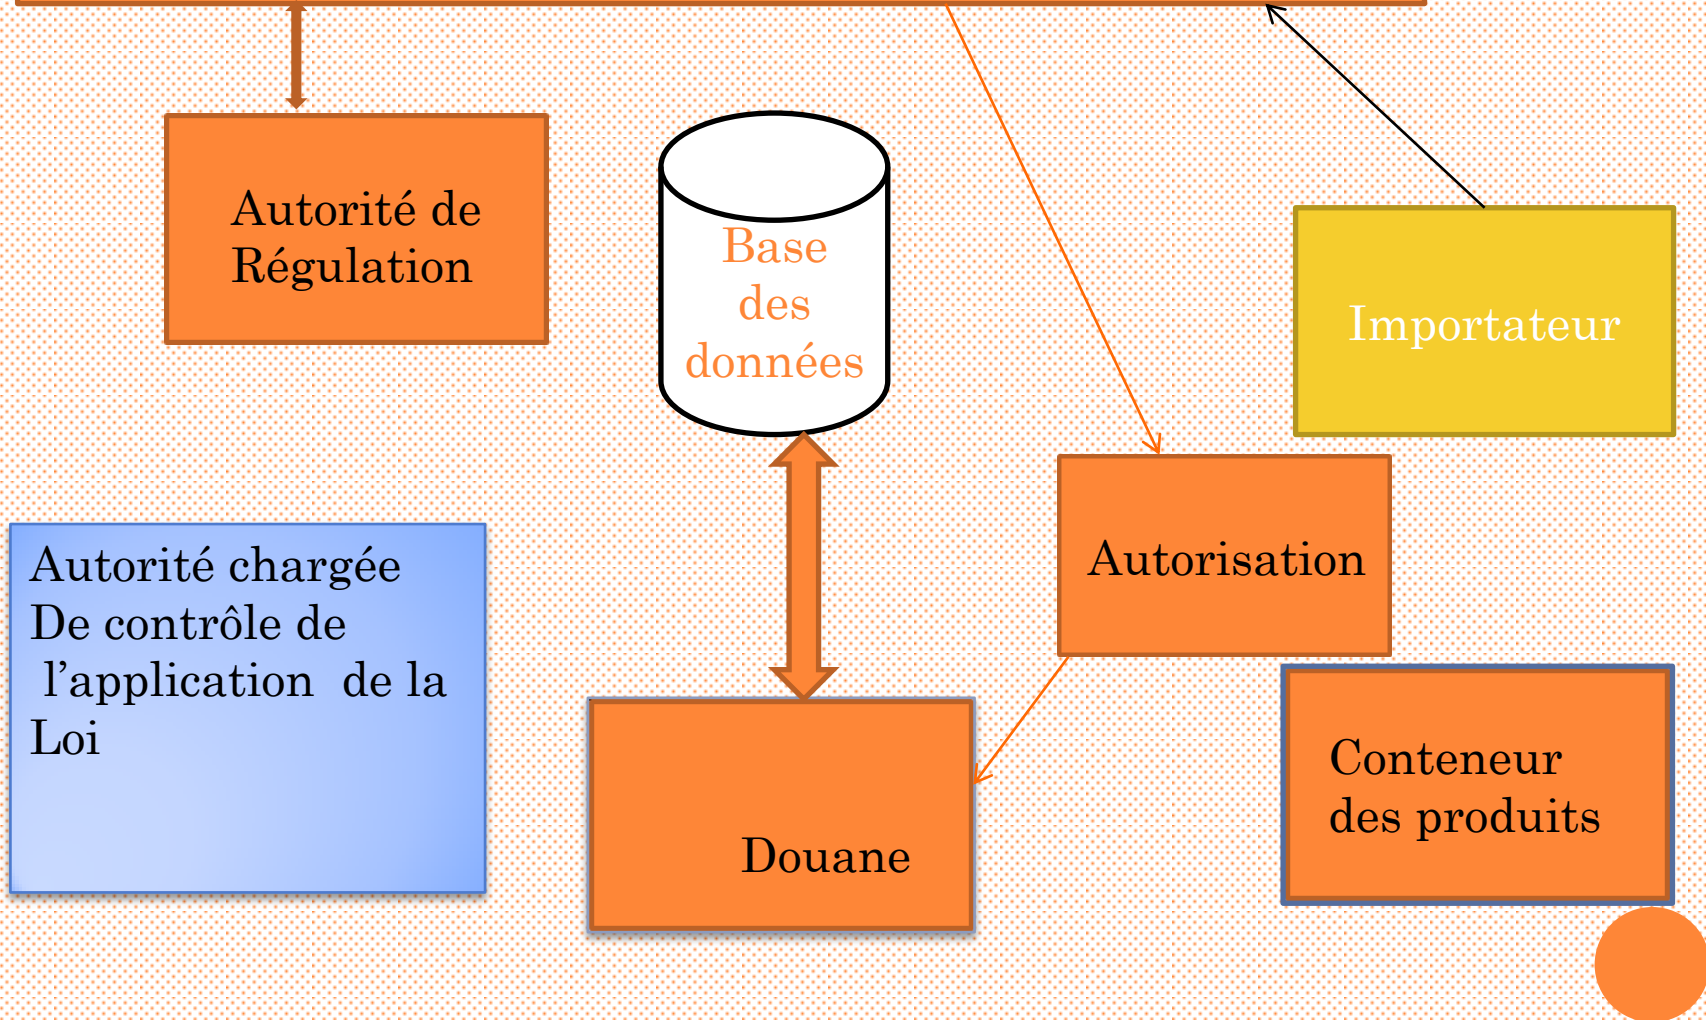 Autorité de
Régulation
Base
des
données
Importateur
Autorisation
Autorité chargée
De contrôle de
l’application  de la
Loi
Conteneur
des produits
Douane